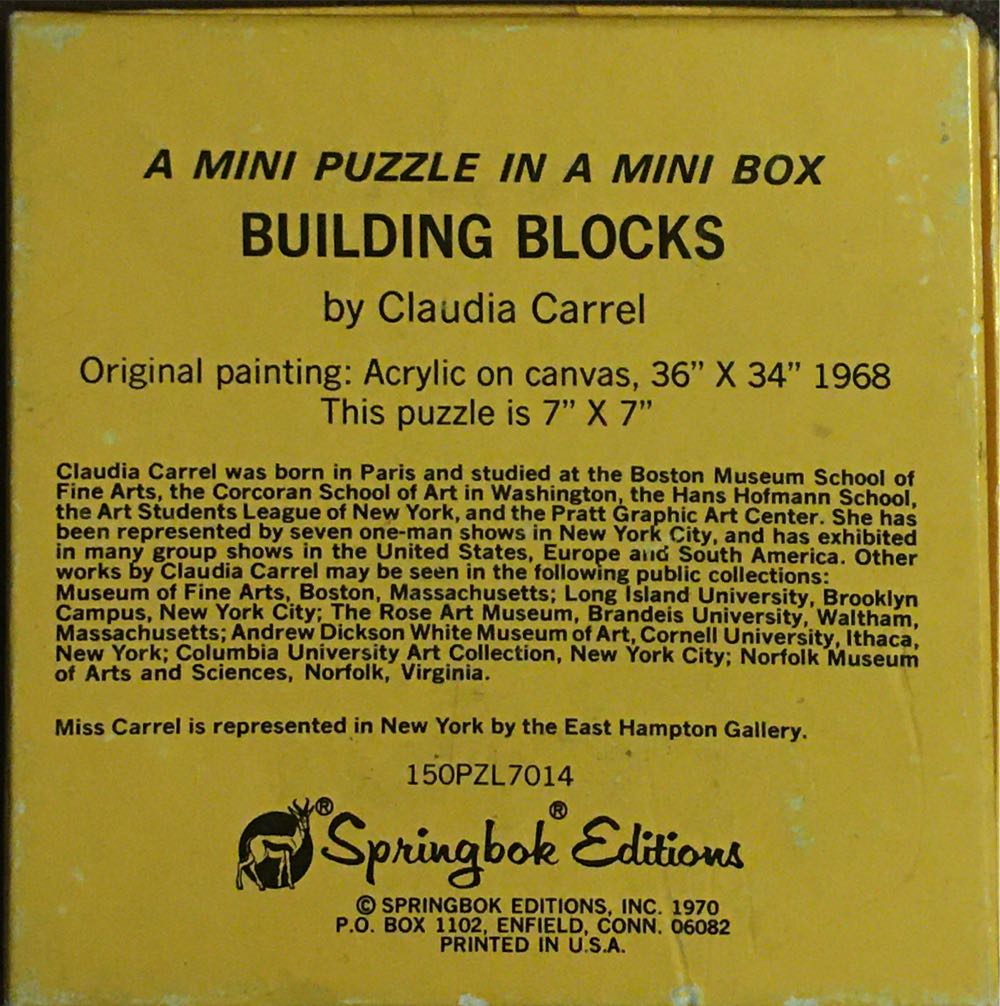 A MINI PUZZLE IN A MINI BOX
BUILDING BLOCKS
by Claudia Carrel
Original painting: Acrylic on canvas, 36” X 34” 1968
This puzzle is 7” X 7”
Claudia Carrel was born in Paris and studied at the Boston Museum School of
Fine Arts, the Corcoran School of Art in Washington, the Hans Hofmann School,
the Art Students League of New York, and the Pratt Graphic Art Center. She has
been represented by seven one-man shows in New York City, and has exhibited
in many group shows in the United States, Europe and South America. Other
works by Claudia Carrel may be seen in the following public collections:
Museum of Fine Arts, Boston, Massachusetts; Long Island University, Brooklyn
Campus, New York City; The Rose Art Museum, Brandeis University, Waltham,
Massachusetts; Andrew Dickson White Museum of Art, Cornell University, Ithaca,
New York; Columbia University Art Collection, New York City; Norfolk Museum
of Arts and Sciences, Norfolk, Virginia.
Miss Carrel is represented in New York by the East Hampton Gallery.
150PZL7014
® Springbok® Editions
© SPRINGBOK EDITIONS, INC. 1970
P.O. BOX 1102, ENFIELD, CONN. 06082
PRINTED IN U.S.A.